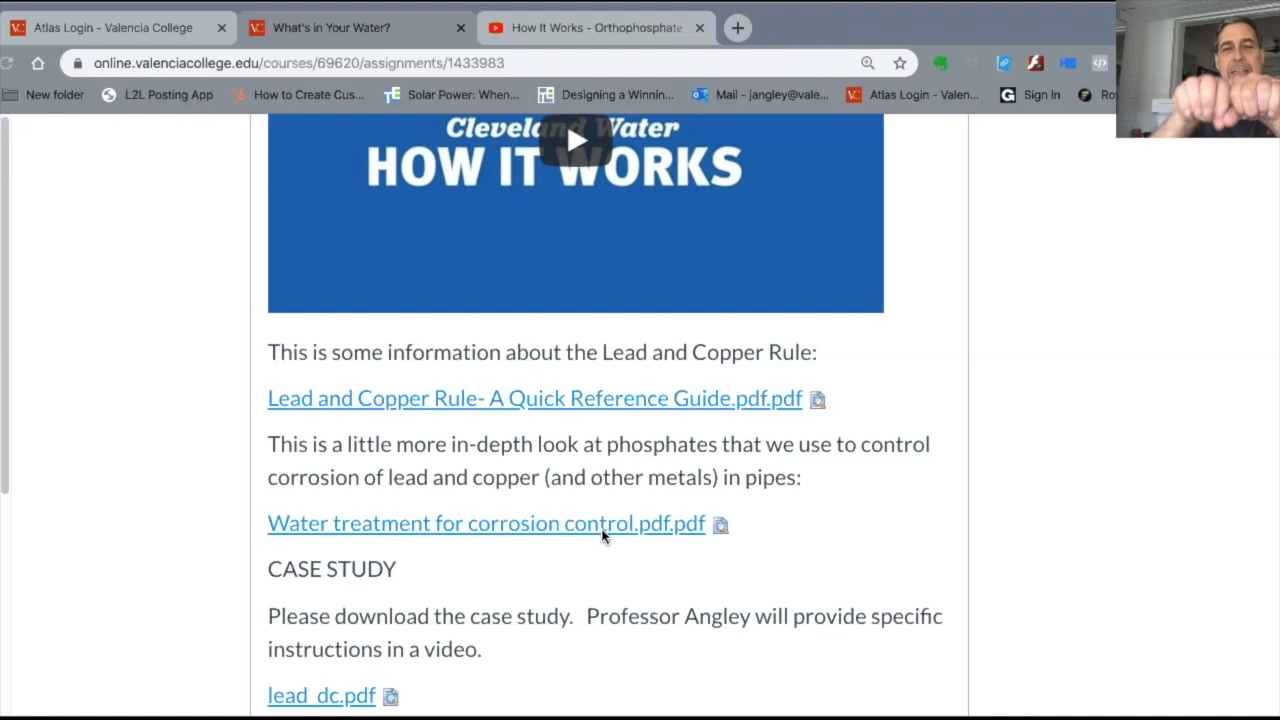 Atlas Login - Valencia College
What's in Your Water?
How It Works - Orthophosphate
online.valenciacollege.edu/courses/69620/assignments/1433983
New folder
L2L Posting App
How to Create Cus...
Solar Power: When...
Designing a Winnin...
Mail - jangley@vale...
Atlas Login - Valen...
Sign In
Cleveland Water
HOW IT WORKS
This is some information about the Lead and Copper Rule:
Lead and Copper Rule- A Quick Reference Guide.pdf.pdf
This is a little more in-depth look at phosphates that we use to control
corrosion of lead and copper (and other metals) in pipes:
Water treatment for corrosion control.pdf.pdf
CASE STUDY
Please download the case study. Professor Angley will provide specific
instructions in a video.
lead_dc.pdf